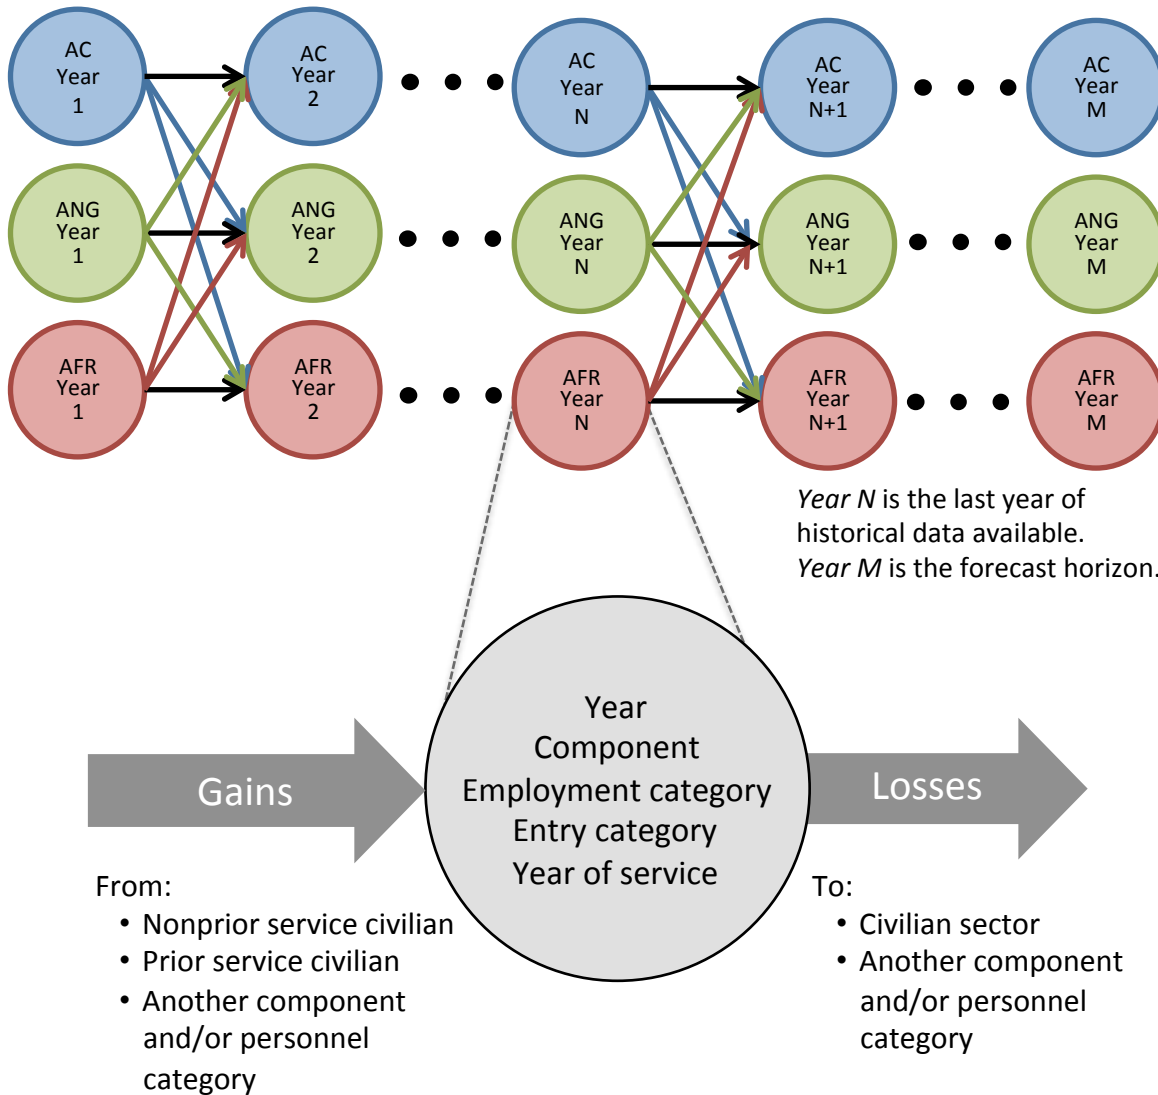 AC
Year
1
AC
Year
2
AC
Year
N
AC
Year
N+1
AC
Year
M
ANG
Year
1
ANG
Year
2
ANG
Year
N
ANG
Year
N+1
ANG
Year
M
AFR
Year
1
AFR
Year
2
AFR
Year
N
AFR
Year
N+1
AFR
Year
M
Year N is the last year of
historical data available.
Year M is the forecast horizon.
Gains
Year
Component
Employment category
Entry category
Year of service
Losses
From:
• Nonprior service civilian
• Prior service civilian
• Another component
and/or personnel
category
To:
• Civilian sector
• Another component
and/or personnel
category